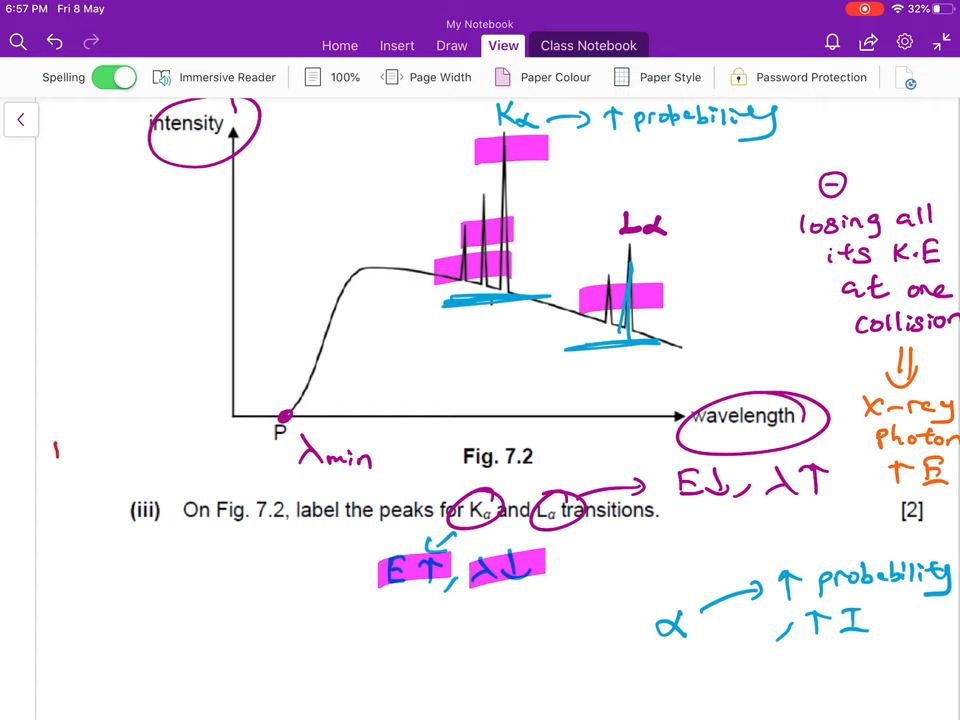 6:57 PM Fri 8 May
32%
My Notebook
Home Insert Draw View Class Notebook
Spelling Immersive Reader 100% Page Width Paper Colour Paper Style Password Protection
Kα → ↑ probability
intensity
⊖
losing all
its K.E
at one
collision
⇓
x-ray
photon
↑ E
Lα
wavelength
P
λmin
Fig. 7.2
E↓, λ↑
(iii) On Fig. 7.2, label the peaks for Kα and Lα transitions. [2]
E ↑, λ↓
α → ↑ probability
, ↑ I